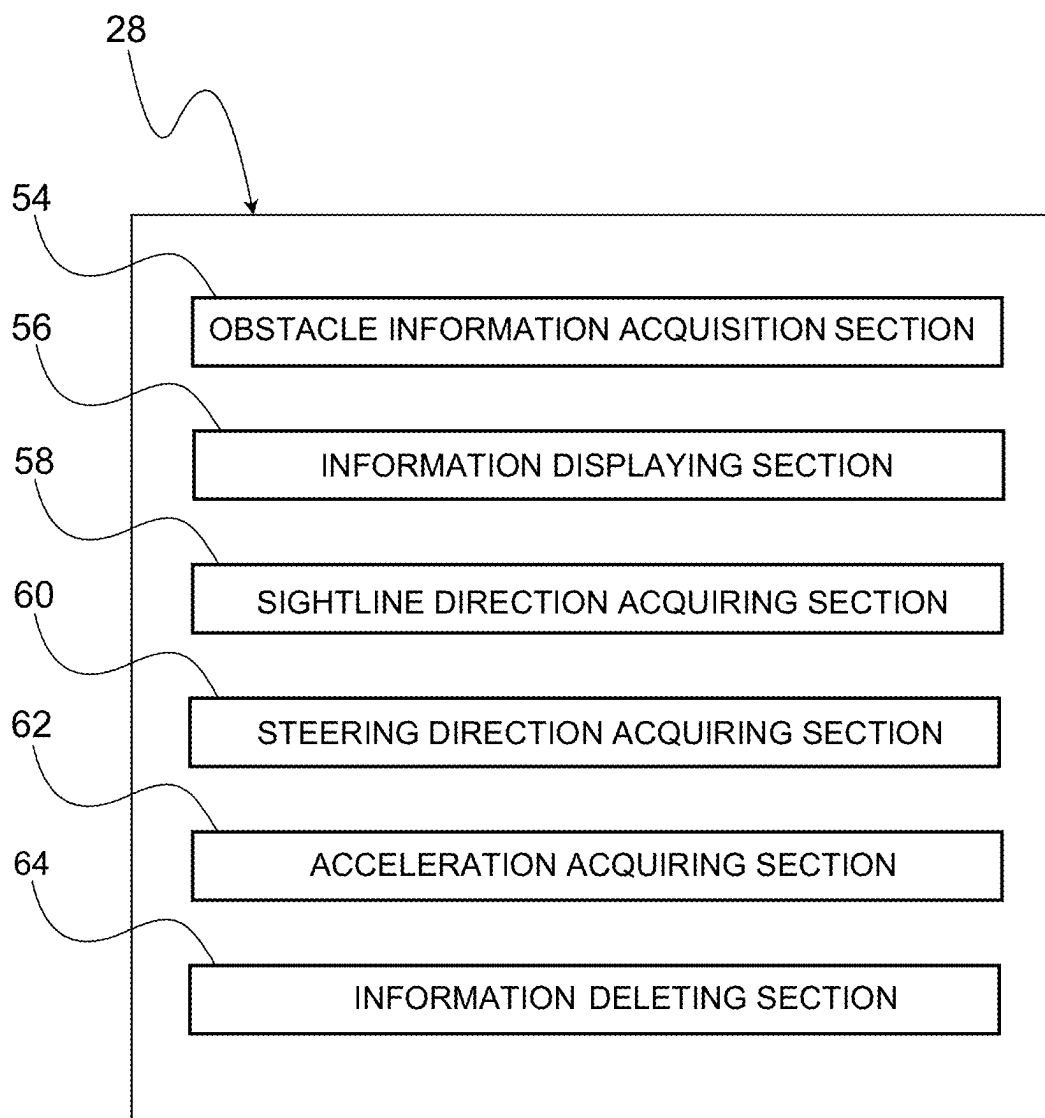 28
54
OBSTACLE INFORMATION ACQUISITION SECTION
56
INFORMATION DISPLAYING SECTION
58
SIGHTLINE DIRECTION ACQUIRING SECTION
60
STEERING DIRECTION ACQUIRING SECTION
62
ACCELERATION ACQUIRING SECTION
64
INFORMATION DELETING SECTION